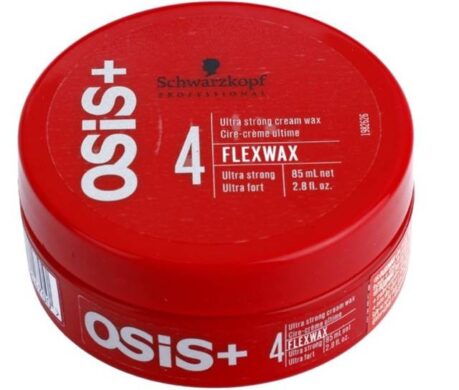 OSiS+
Schwarzkopf
PROFESSIONAL
4
Ultra strong cream wax
Cire-crème ultime
FLEXWAX
Ultra strong
Ultra fort
85 mL net
2.8 fl. oz.
1982626
OSiS+
4
Ultra strong cream wax
Cire-crème ultime
FLEXWAX
Ultra strong
Ultra fort
85 mL net
2.8 fl. oz.